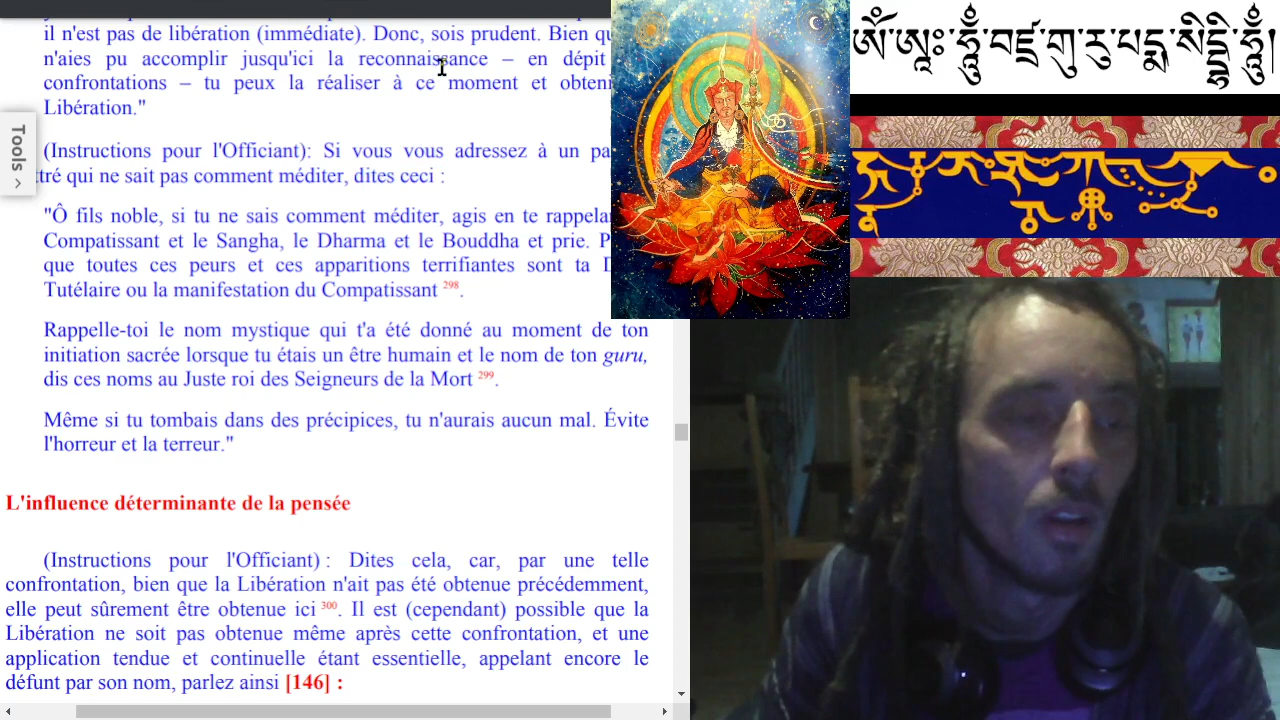 il n'est pas de libération (immédiate). Donc, sois prudent. Bien
n'aies pu accomplir jusqu'ici la reconnaissance – en dépit
confrontations – tu peux la réaliser à ce moment et
Libération."
(Instructions pour l'Officiant): Si vous vous adressez à un
qui ne sait pas comment méditer, dites ceci :
"Ô fils noble, si tu ne sais comment méditer, agis en te
Compatissant et le Sangha, le Dharma et le Bouddha et prie.
que toutes ces peurs et ces apparitions terrifiantes sont ta
Tutélaire ou la manifestation du Compatissant 298.
Rappelle-toi le nom mystique qui t'a été donné au moment de ton
initiation sacrée lorsque tu étais un être humain et le nom de ton guru,
dis ces noms au Juste roi des Seigneurs de la Mort 299.
Même si tu tombais dans des précipices, tu n'aurais aucun mal. Évite
l'horreur et la terreur."
L'influence déterminante de la pensée
(Instructions pour l'Officiant) : Dites cela, car, par une telle
confrontation, bien que la Libération n'ait pas été obtenue précédemment,
elle peut sûrement être obtenue ici 300. Il est (cependant) possible que la
Libération ne soit pas obtenue même après cette confrontation, et une
application tendue et continuelle étant essentielle, appelant encore le
défunt par son nom, parlez ainsi [146] :
Tools
ༀ་ཨཱཿ་ཧཱུྃ་བཛྲ་གུ་རུ་པདྨ་སིདྡྷི་ཧཱུྃ།